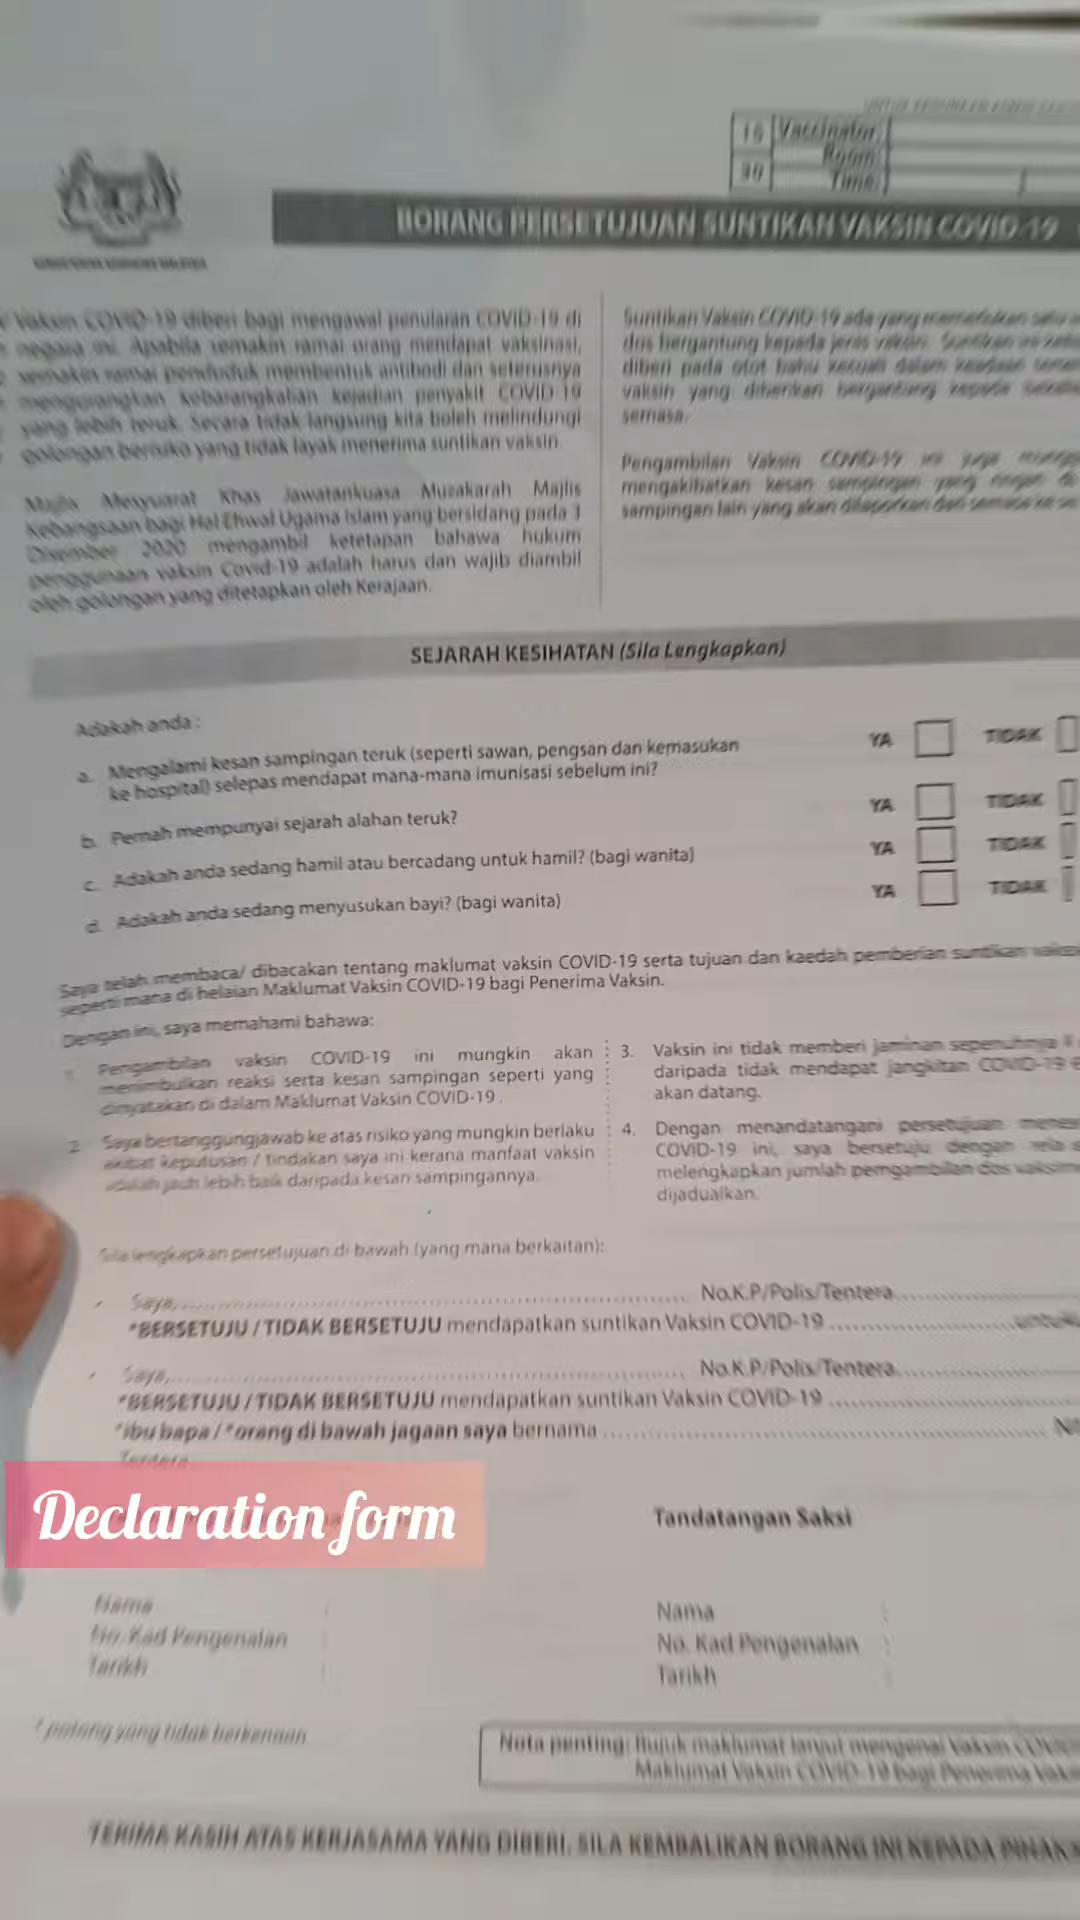 16 Vaccinator:
Room:
30 Time:
BORANG PERSETUJUAN SUNTIKAN VAKSIN COVID-19
KEMENTERIAN KESIHATAN MALAYSIA
Vaksin COVID-19 diberi bagi mengawal penularan COVID-19 di
negara ini. Apabila semakin ramai orang mendapat vaksinasi,
semakin ramai penduduk membentuk antibodi dan seterusnya
mengurangkan kebarangkalian kejadian penyakit COVID-19
yang lebih teruk. Secara tidak langsung kita boleh melindungi
golongan berisiko yang tidak layak menerima suntikan vaksin.
Majlis Mesyuarat Khas Jawatankuasa Muzakarah Majlis
Kebangsaan bagi Hal Ehwal Ugama Islam yang bersidang pada 3
Disember 2020 mengambil ketetapan bahawa hukum
penggunaan vaksin Covid-19 adalah harus dan wajib diambil
oleh golongan yang ditetapkan oleh Kerajaan.
Suntikan Vaksin COVID-19 ada yang memerlukan satu
dos bergantung kepada jenis vaksin. Suntikan ini
diberi pada otot bahu kecuali dalam keadaan
vaksin yang diberikan bergantung kepada
semasa.
Pengambilan Vaksin COVID-19 ini juga
mengakibatkan kesan sampingan yang ringan
sampingan lain yang akan dilaporkan dari semasa ke
SEJARAH KESIHATAN (Sila Lengkapkan)
Adakah anda :
a. Mengalami kesan sampingan teruk (seperti sawan, pengsan dan kemasukan YA TIDAK
ke hospital) selepas mendapat mana-mana imunisasi sebelum ini?
b. Pernah mempunyai sejarah alahan teruk? YA TIDAK
c. Adakah anda sedang hamil atau bercadang untuk hamil? (bagi wanita) YA TIDAK
d. Adakah anda sedang menyusukan bayi? (bagi wanita) YA TIDAK
Saya telah membaca/ dibacakan tentang maklumat vaksin COVID-19 serta tujuan dan kaedah pemberian suntikan
seperti mana di helaian Maklumat Vaksin COVID-19 bagi Penerima Vaksin.
Dengan ini, saya memahami bahawa:
1. Pengambilan vaksin COVID-19 ini mungkin akan
menimbulkan reaksi serta kesan sampingan seperti yang
dinyatakan di dalam Maklumat Vaksin COVID-19 .
2. Saya bertanggungjawab ke atas risiko yang mungkin berlaku
akibat keputusan / tindakan saya ini kerana manfaat vaksin
adalah jauh lebih baik daripada kesan sampingannya.
3. Vaksin ini tidak memberi jaminan sepenuhnya
daripada tidak mendapat jangkitan COVID-19
akan datang.
4. Dengan menandatangani persetujuan
COVID-19 ini, saya bersetuju dengan rela
melengkapkan jumlah pemgambilan dos
dijadualkan.
Sila lengkapkan persetujuan di bawah (yang mana berkaitan):
Saya, No.K.P/Polis/Tentera
*BERSETUJU / TIDAK BERSETUJU mendapatkan suntikan Vaksin COVID-19
Saya, No.K.P/Polis/Tentera
*BERSETUJU / TIDAK BERSETUJU mendapatkan suntikan Vaksin COVID-19
*ibu bapa / *orang di bawah jagaan saya bernama
Tentera
Declaration form
Tandatangan Saksi
Nama
No. Kad Pengenalan
Tarikh
Nama :
No. Kad Pengenalan :
Tarikh :
* potong yang tidak berkenaan
Nota penting: Rujuk maklumat lanjut mengenai Vaksin
Maklumat Vaksin COVID-19 bagi Penerima
TERIMA KASIH ATAS KERJASAMA YANG DIBERI. SILA KEMBALIKAN BORANG INI KEPADA